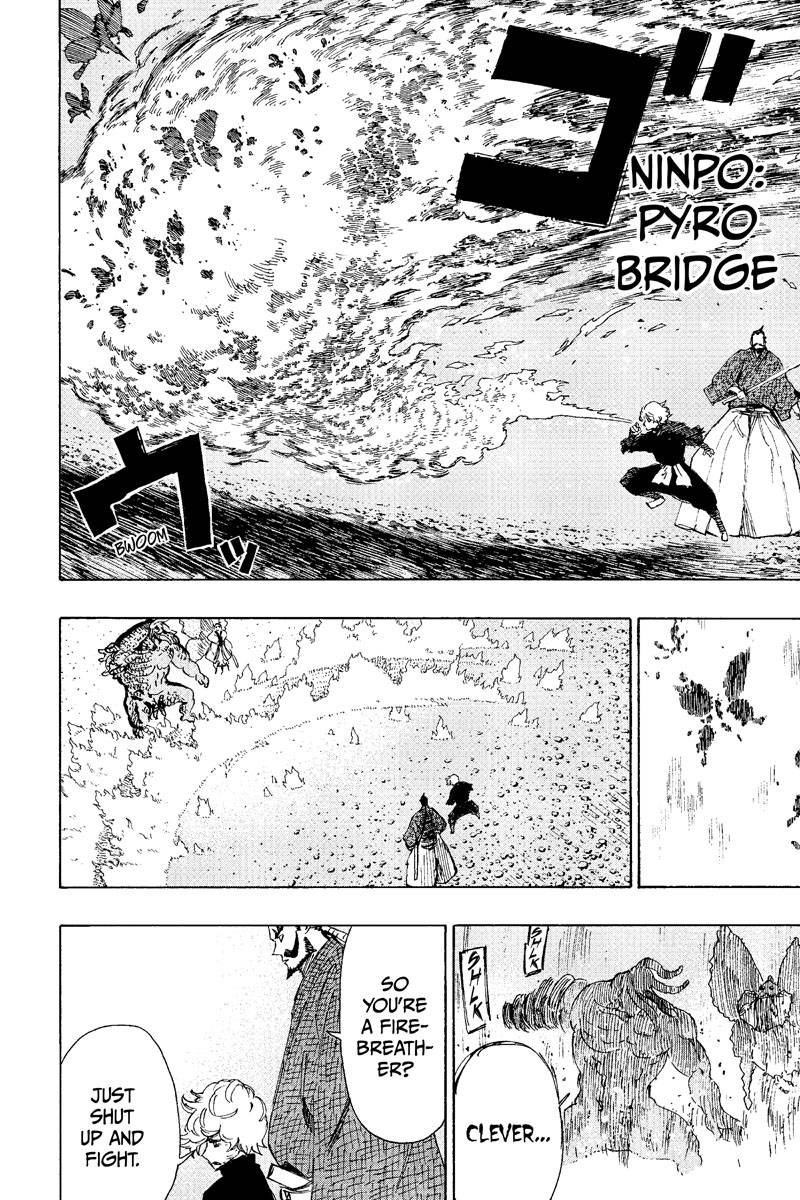 ゴ
NINPO:
PYRO
BRIDGE
ウッ
BWOOM
SHLK
SHLK
CLEVER...
SO
YOU'RE
A FIRE-
BREATH-
ER?
JUST
SHUT
UP AND
FIGHT.